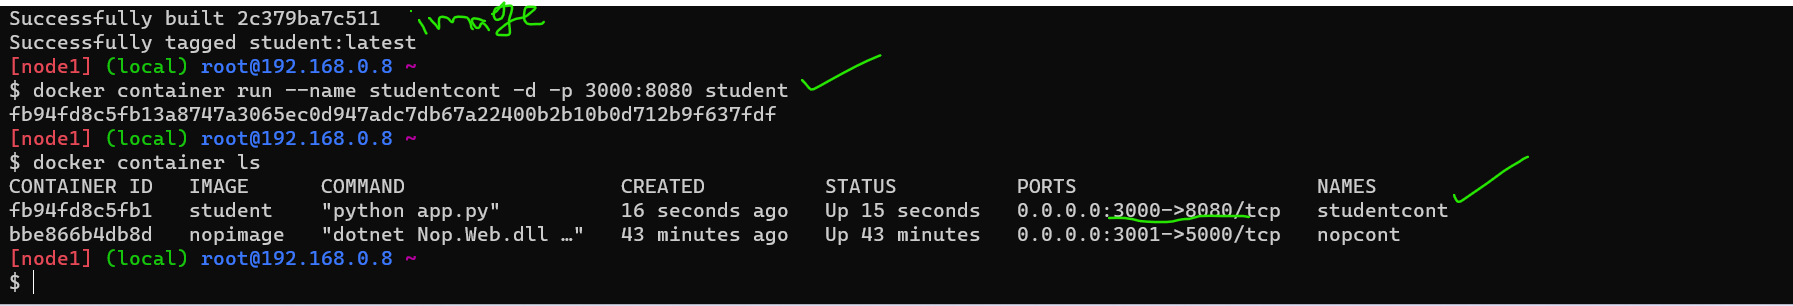 Successfully built 2c379ba7c511 image
Successfully tagged student:latest
[node1] (local) root@192.168.0.8 ~
$ docker container run --name studentcont -d -p 3000:8080 student
fb94fd8c5fb13a8747a3065ec0d947adc7db67a22400b2b10b0d712b9f637fdf
[node1] (local) root@192.168.0.8 ~
$ docker container ls
CONTAINER ID   IMAGE      COMMAND                  CREATED          STATUS          PORTS                    NAMES
fb94fd8c5fb1   student    "python app.py"          16 seconds ago   Up 15 seconds   0.0.0.0:3000->8080/tcp   studentcont
bbe866b4db8d   nopimage   "dotnet Nop.Web.dll …"   43 minutes ago   Up 43 minutes   0.0.0.0:3001->5000/tcp   nopcont
[node1] (local) root@192.168.0.8 ~
$